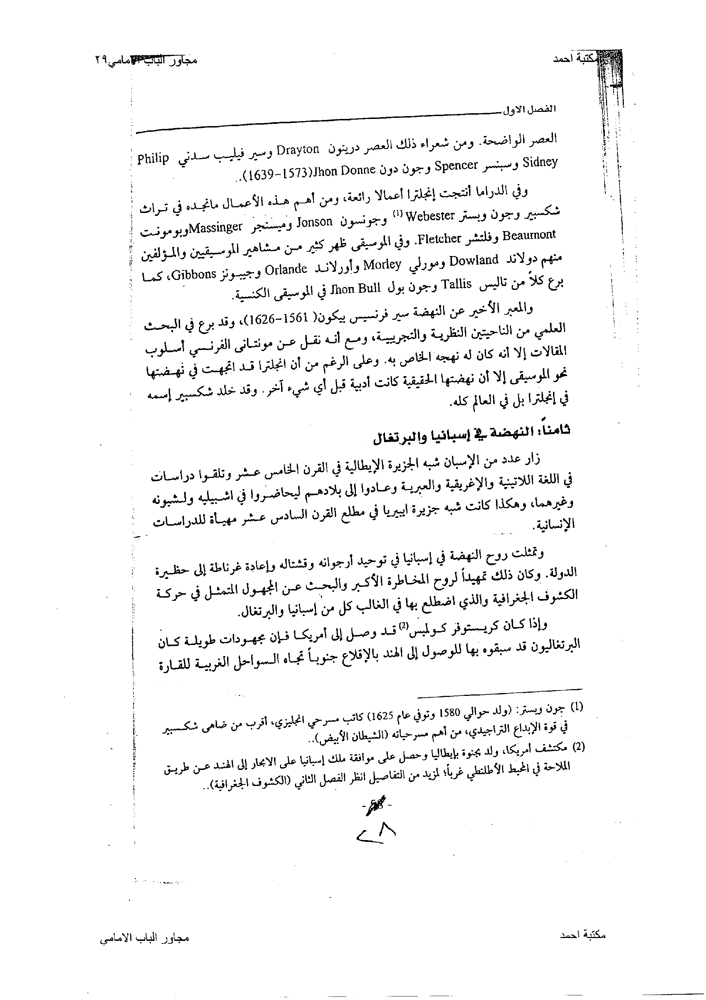 مكتبة احمد
مجاور الباب الامامي٢٩
الفصل الاول
العصر الواضحة. ومن شعراء ذلك العصر دريتون Drayton وسير فيليب سدني Philip
Sidney وسبنسر Spencer وجون دون Jhon Donne(1573-1639)..
وفي الدراما أنتجت إنجلترا أعمالا رائعة، ومن أهم هذه الأعمال مانجده في تراث
شكسبير وجون وبستر Webester (1) وجونسون Jonson وميسنجر Massingerوبومونت
Beaumont وفلتشر Fletcher. وفي الموسيقى ظهر كثير من مشاهير الموسيقيين والمؤلفين
منهم دولاند Dowland ومورلي Morley وأورلاند Orlande وجيبونز Gibbons، كما
برع كلاً من تاليس Tallis وجون بول Jhon Bull في الموسيقى الكنسية.
والمعبر الأخير عن النهضة سير فرنسيس بيكون( 1561-1626)، وقد برع في البحث
العلمي من الناحيتين النظرية والتجريبية، ومع أنه نقل عن مونتانى الفرنسي أسلوب
المقالات إلا أنه كان له نهجه الخاص به. وعلى الرغم من أن انجلترا قد اتجهت في نهضتها
نحو الموسيقى إلا أن نهضتها الحقيقية كانت أدبية قبل أي شيء آخر. وقد خلد شكسبير إسمه
في إنجلترا بل في العالم كله.
ثامناً: النهضة في إسبانيا والبرتغال
زار عدد من الإسبان شبه الجزيرة الإيطالية في القرن الخامس عشر وتلقوا دراسات
في اللغة اللاتينية والإغريقية والعبرية وعادوا إلى بلادهم ليحاضروا في اشبيليه ولشبونه
وغيرهما، وهكذا كانت شبه جزيرة ايبيريا في مطلع القرن السادس عشر مهيأة للدراسات
الإنسانية.
وتمثلت روح النهضة في إسبانيا في توحيد أرجوانه وقشتاله وإعادة غرناطة إلى حظيرة
الدولة. وكان ذلك تمهيداً لروح المخاطرة الأكبر والبحث عن المجهول المتمثل في حركة
الكشوف الجغرافية والذي اضطلع بها في الغالب كل من إسبانيا والبرتغال.
وإذا كان كريستوفر كولمبس(2) قد وصل إلى أمريكا فإن مجهودات طويلة كان
البرتغاليون قد سبقوه بها للوصول إلى الهند بالإقلاع جنوباً تجاه السواحل الغربية للقارة
(1) جون وبستر: (ولد حوالي 1580 وتوفي عام 1625) كاتب مسرحي انجليزي، أقرب من ضاهى شكسبير
في قوة الإبداع التراجيدي، من أهم مسرحياته (الشيطان الأبيض)..
(2) مكتشف أمريكا، ولد بجنوة بإيطاليا وحصل على موافقة ملك إسبانيا على الابحار إلى الهند عن طريق
الملاحة في المحيط الأطلنطي غرباً؛ لمزيد من التفاصيل انظر الفصل الثاني (الكشوف الجغرافية)..
٢٨
مكتبة احمد
مجاور الباب الامامي